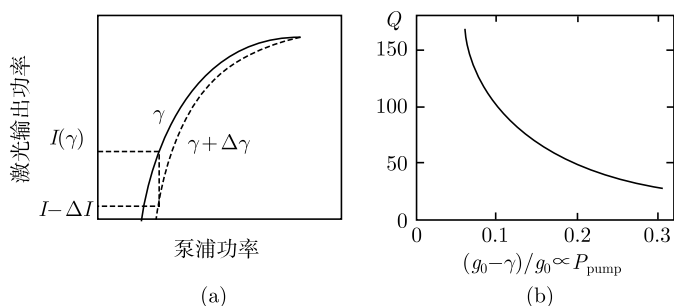 激光输出功率
I(γ)
I−ΔI
γ
γ+Δγ
泵浦功率
(a)
(b)
Q
150
100
50
0
0 0.1 0.2 0.3
(g₀−γ)/g₀∝P_pump